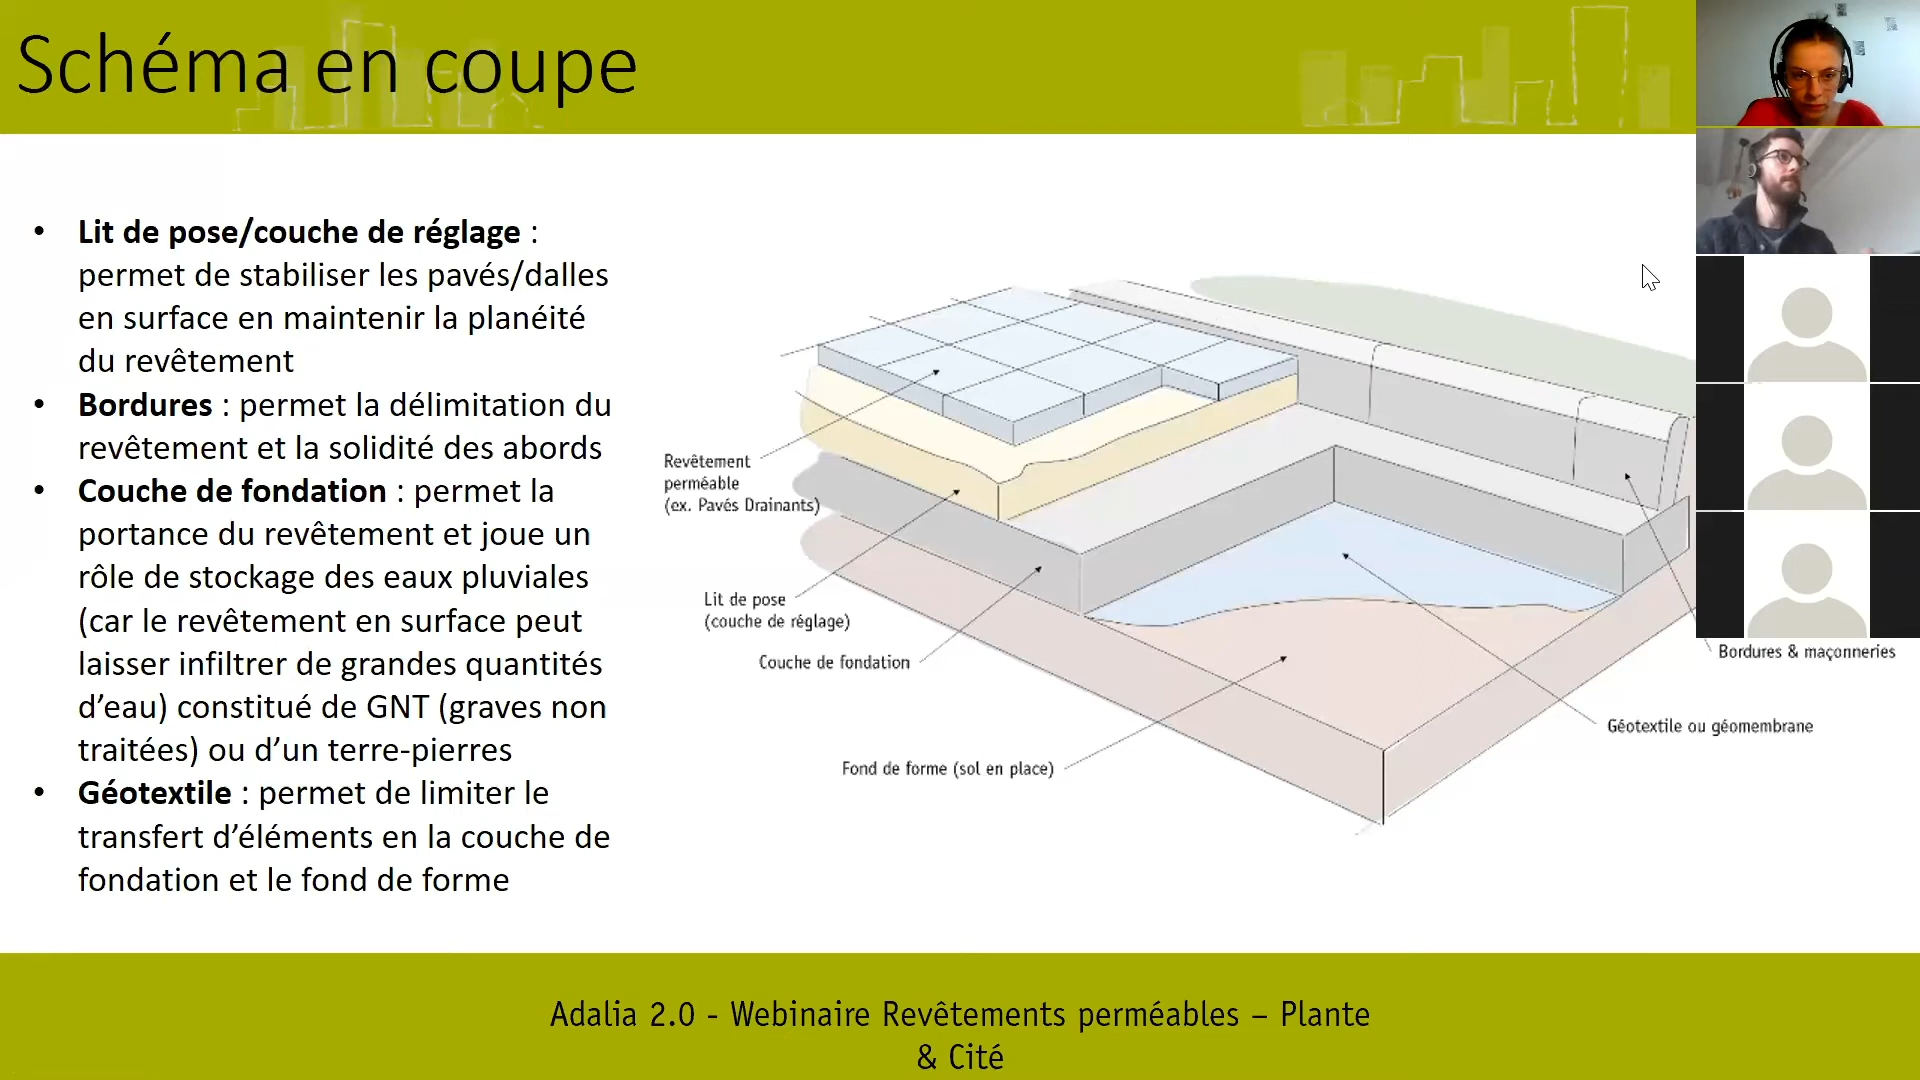 Schéma en coupe
• Lit de pose/couche de réglage :
permet de stabiliser les pavés/dalles
en surface en maintenir la planéité
du revêtement
• Bordures : permet la délimitation du
revêtement et la solidité des abords
• Couche de fondation : permet la
portance du revêtement et joue un
rôle de stockage des eaux pluviales
(car le revêtement en surface peut
laisser infiltrer de grandes quantités
d’eau) constitué de GNT (graves non
traitées) ou d’un terre-pierres
• Géotextile : permet de limiter le
transfert d’éléments en la couche de
fondation et le fond de forme
Revêtement
perméable
(ex. Pavés Drainants)
Lit de pose
(couche de réglage)
Couche de fondation
Fond de forme (sol en place)
Bordures & maçonneries
Géotextile ou géomembrane
Adalia 2.0 - Webinaire Revêtements perméables – Plante
& Cité